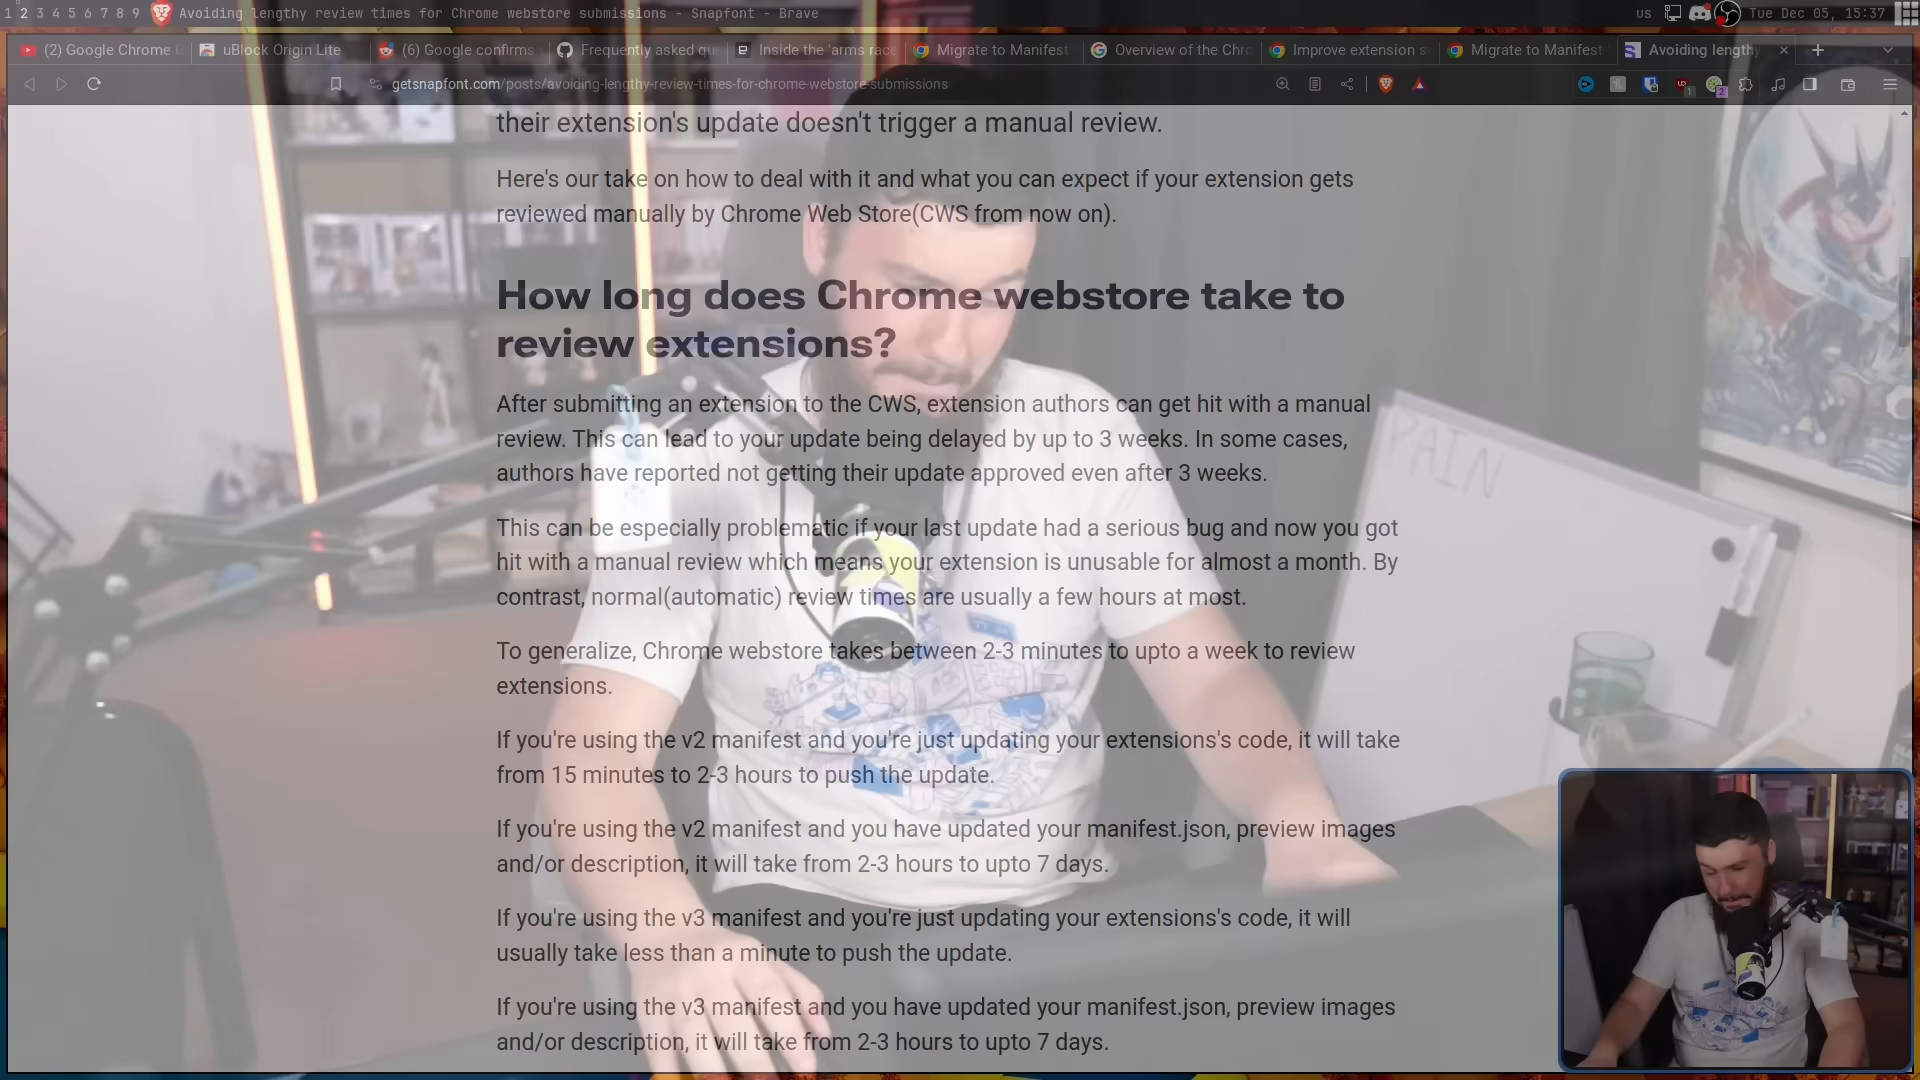 1 2 3 4 5 6 7 8 9 Avoiding lengthy review times for Chrome webstore submissions - Snapfont - Brave
us Tue Dec 05, 15:37
(2) Google Chrome uBlock Origin Lite (6) Google confirms Frequently asked qu Inside the 'arms race Migrate to Manifest Overview of the Chro Improve extension s Migrate to Manifest Avoiding lengthy
getsnapfont.com/posts/avoiding-lengthy-review-times-for-chrome-webstore-submissions
their extension's update doesn't trigger a manual review.
Here's our take on how to deal with it and what you can expect if your extension gets
reviewed manually by Chrome Web Store(CWS from now on).
How long does Chrome webstore take to
review extensions?
After submitting an extension to the CWS, extension authors can get hit with a manual
review. This can lead to your update being delayed by up to 3 weeks. In some cases,
authors have reported not getting their update approved even after 3 weeks.
PAIN
This can be especially problematic if your last update had a serious bug and now you got
hit with a manual review which means your extension is unusable for almost a month. By
contrast, normal(automatic) review times are usually a few hours at most.
To generalize, Chrome webstore takes between 2-3 minutes to upto a week to review
extensions.
If you're using the v2 manifest and you're just updating your extensions's code, it will take
from 15 minutes to 2-3 hours to push the update.
If you're using the v2 manifest and you have updated your manifest.json, preview images
and/or description, it will take from 2-3 hours to upto 7 days.
If you're using the v3 manifest and you're just updating your extensions's code, it will
usually take less than a minute to push the update.
If you're using the v3 manifest and you have updated your manifest.json, preview images
and/or description, it will take from 2-3 hours to upto 7 days.